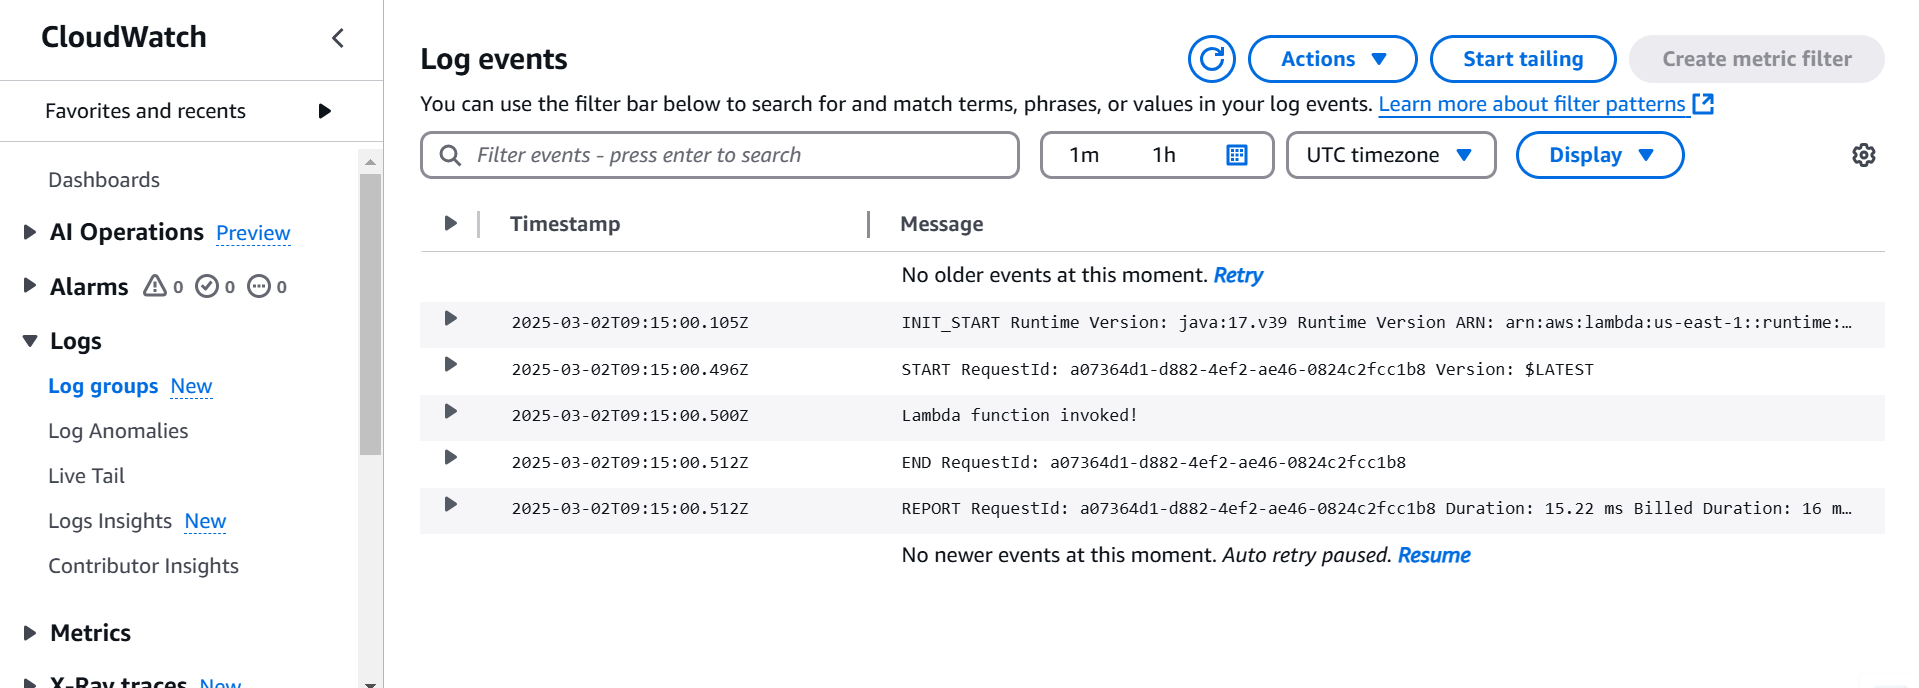 CloudWatch
Favorites and recents
Dashboards
AI Operations Preview
Alarms 0 0 0
Logs
Log groups New
Log Anomalies
Live Tail
Logs Insights New
Contributor Insights
Metrics
X-Ray traces New
Log events
Actions
Start tailing
Create metric filter
You can use the filter bar below to search for and match terms, phrases, or values in your log events. Learn more about filter patterns
Filter events - press enter to search
1m 1h
UTC timezone
Display
Timestamp Message
No older events at this moment. Retry
2025-03-02T09:15:00.105Z INIT_START Runtime Version: java:17.v39 Runtime Version ARN: arn:aws:lambda:us-east-1::runtime:…
2025-03-02T09:15:00.496Z START RequestId: a07364d1-d882-4ef2-ae46-0824c2fcc1b8 Version: $LATEST
2025-03-02T09:15:00.500Z Lambda function invoked!
2025-03-02T09:15:00.512Z END RequestId: a07364d1-d882-4ef2-ae46-0824c2fcc1b8
2025-03-02T09:15:00.512Z REPORT RequestId: a07364d1-d882-4ef2-ae46-0824c2fcc1b8 Duration: 15.22 ms Billed Duration: 16 m…
No newer events at this moment. Auto retry paused. Resume